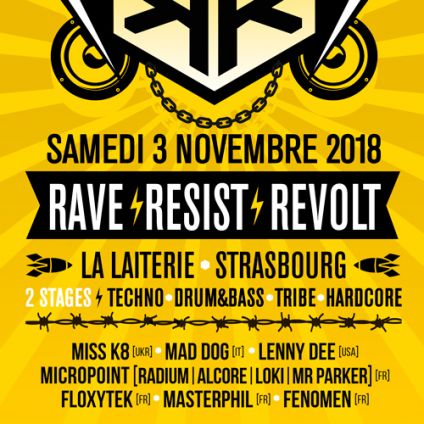 SAMEDI 3 NOVEMBRE 2018
RAVE RESIST REVOLT
LA LAITERIE • STRASBOURG
2 STAGES TECHNO • DRUM&BASS • TRIBE • HARDCORE
MISS K8 [UKR] • MAD DOG [IT] • LENNY DEE [USA]
MICROPOINT [RADIUM | ALCORE | LOKI | MR PARKER] [FR]
FLOXYTEK [FR] • MASTERPHIL [FR] • FENOMEN [FR]